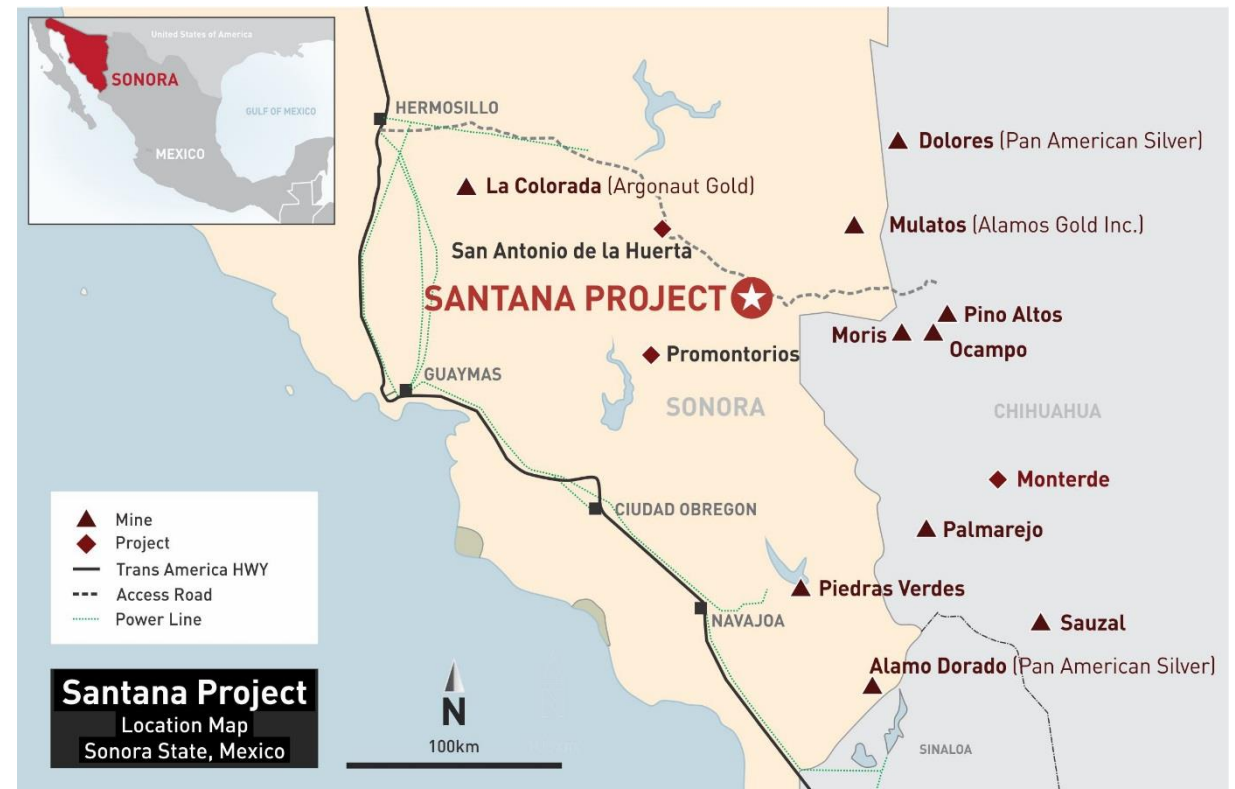 United States of America
SONORA
GULF OF MEXICO
MEXICO
HERMOSILLO
Dolores (Pan American Silver)
La Colorada (Argonaut Gold)
Mulatos (Alamos Gold Inc.)
San Antonio de la Huerta
SANTANA PROJECT
Pino Altos
Moris
Ocampo
Promontorios
GUAYMAS
SONORA
CHIHUAHUA
Monterde
CIUDAD OBREGON
Palmarejo
Piedras Verdes
NAVAJOA
Sauzal
Alamo Dorado (Pan American Silver)
SINALOA
Mine
Project
Trans America HWY
Access Road
Power Line
Santana Project
Location Map
Sonora State, Mexico
N
100km